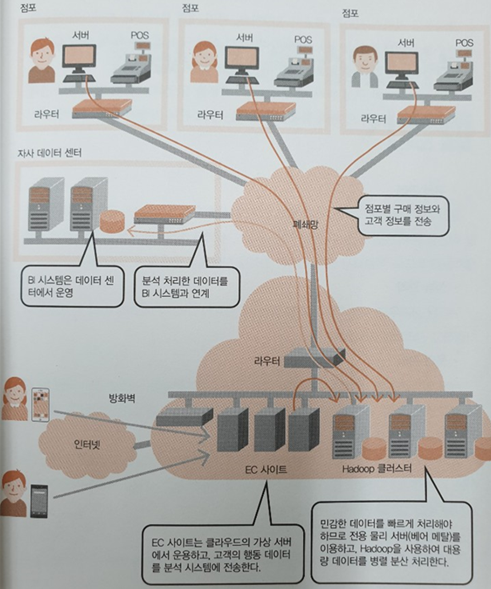 점포
점포
점포
서버
POS
서버
POS
서버
POS
라우터
라우터
라우터
자사 데이터 센터
폐쇄망
점포별 구매 정보와
고객 정보를 전송
BI 시스템은 데이터 센
터에서 운영
분석 처리한 데이터를
BI 시스템과 연계
라우터
방화벽
인터넷
EC 사이트
Hadoop 클러스터
EC 사이트는 클라우드의 가상 서버
에서 운용하고, 고객의 행동 데이터
를 분석 시스템에 전송한다.
민감한 데이터를 빠르게 처리해야
하므로 전용 물리 서버(베어 메탈)를
이용하고, Hadoop을 사용하여 대용
량 데이터를 병렬 분산 처리한다.